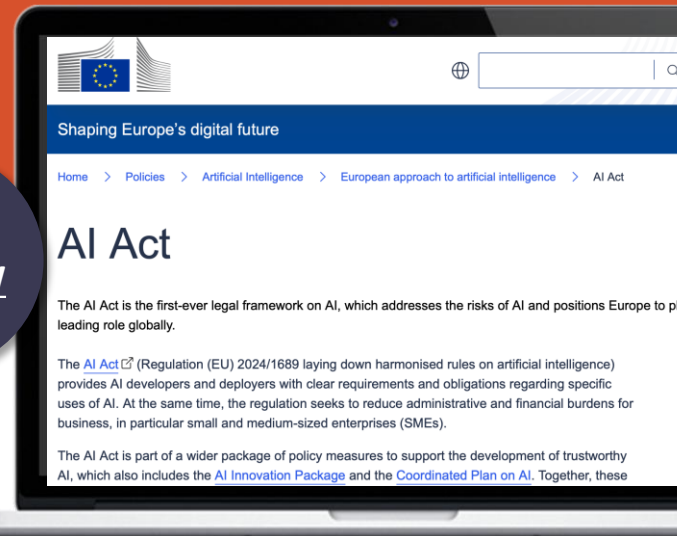 Shaping Europe's digital future
Home > Policies > Artificial Intelligence > European approach to artificial intelligence > AI Act
AI Act
The AI Act is the first-ever legal framework on AI, which addresses the risks of AI and positions Europe to
leading role globally.
The AI Act (Regulation (EU) 2024/1689 laying down harmonised rules on artificial intelligence)
provides AI developers and deployers with clear requirements and obligations regarding specific
uses of AI. At the same time, the regulation seeks to reduce administrative and financial burdens for
business, in particular small and medium-sized enterprises (SMEs).
The AI Act is part of a wider package of policy measures to support the development of trustworthy
AI, which also includes the AI Innovation Package and the Coordinated Plan on AI. Together, these